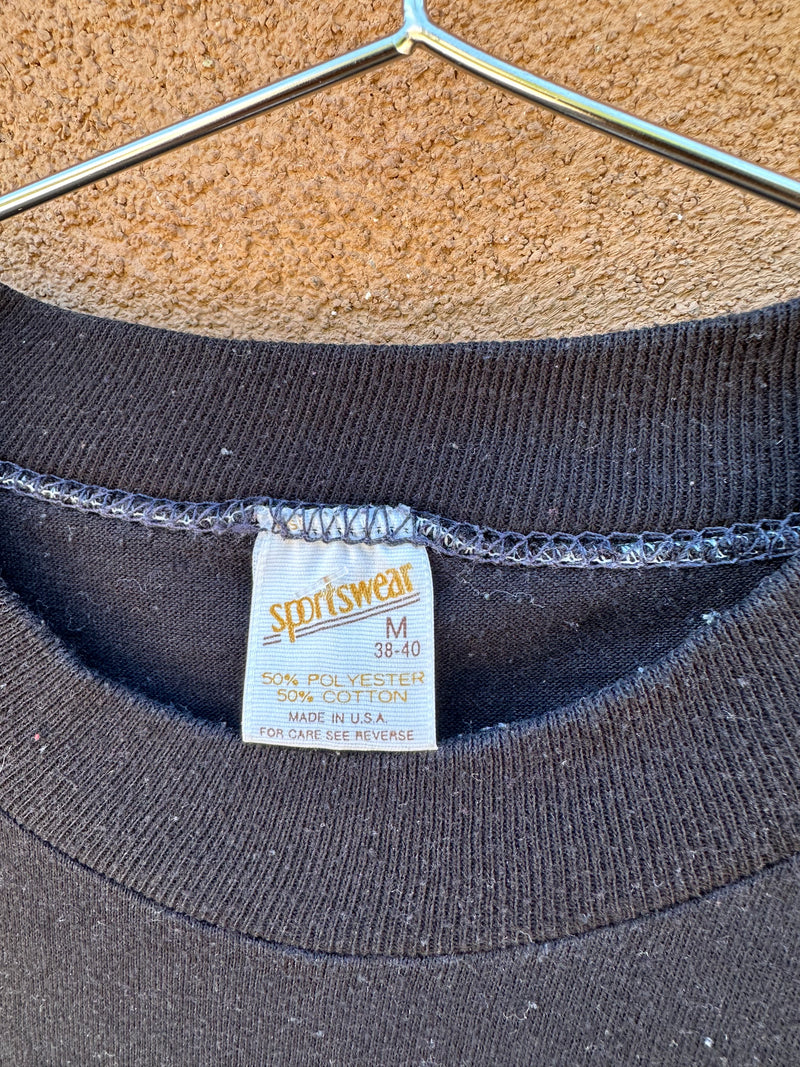 sportswear
M
38-40
50% POLYESTER
50% COTTON
MADE IN U.S.A.
FOR CARE SEE REVERSE